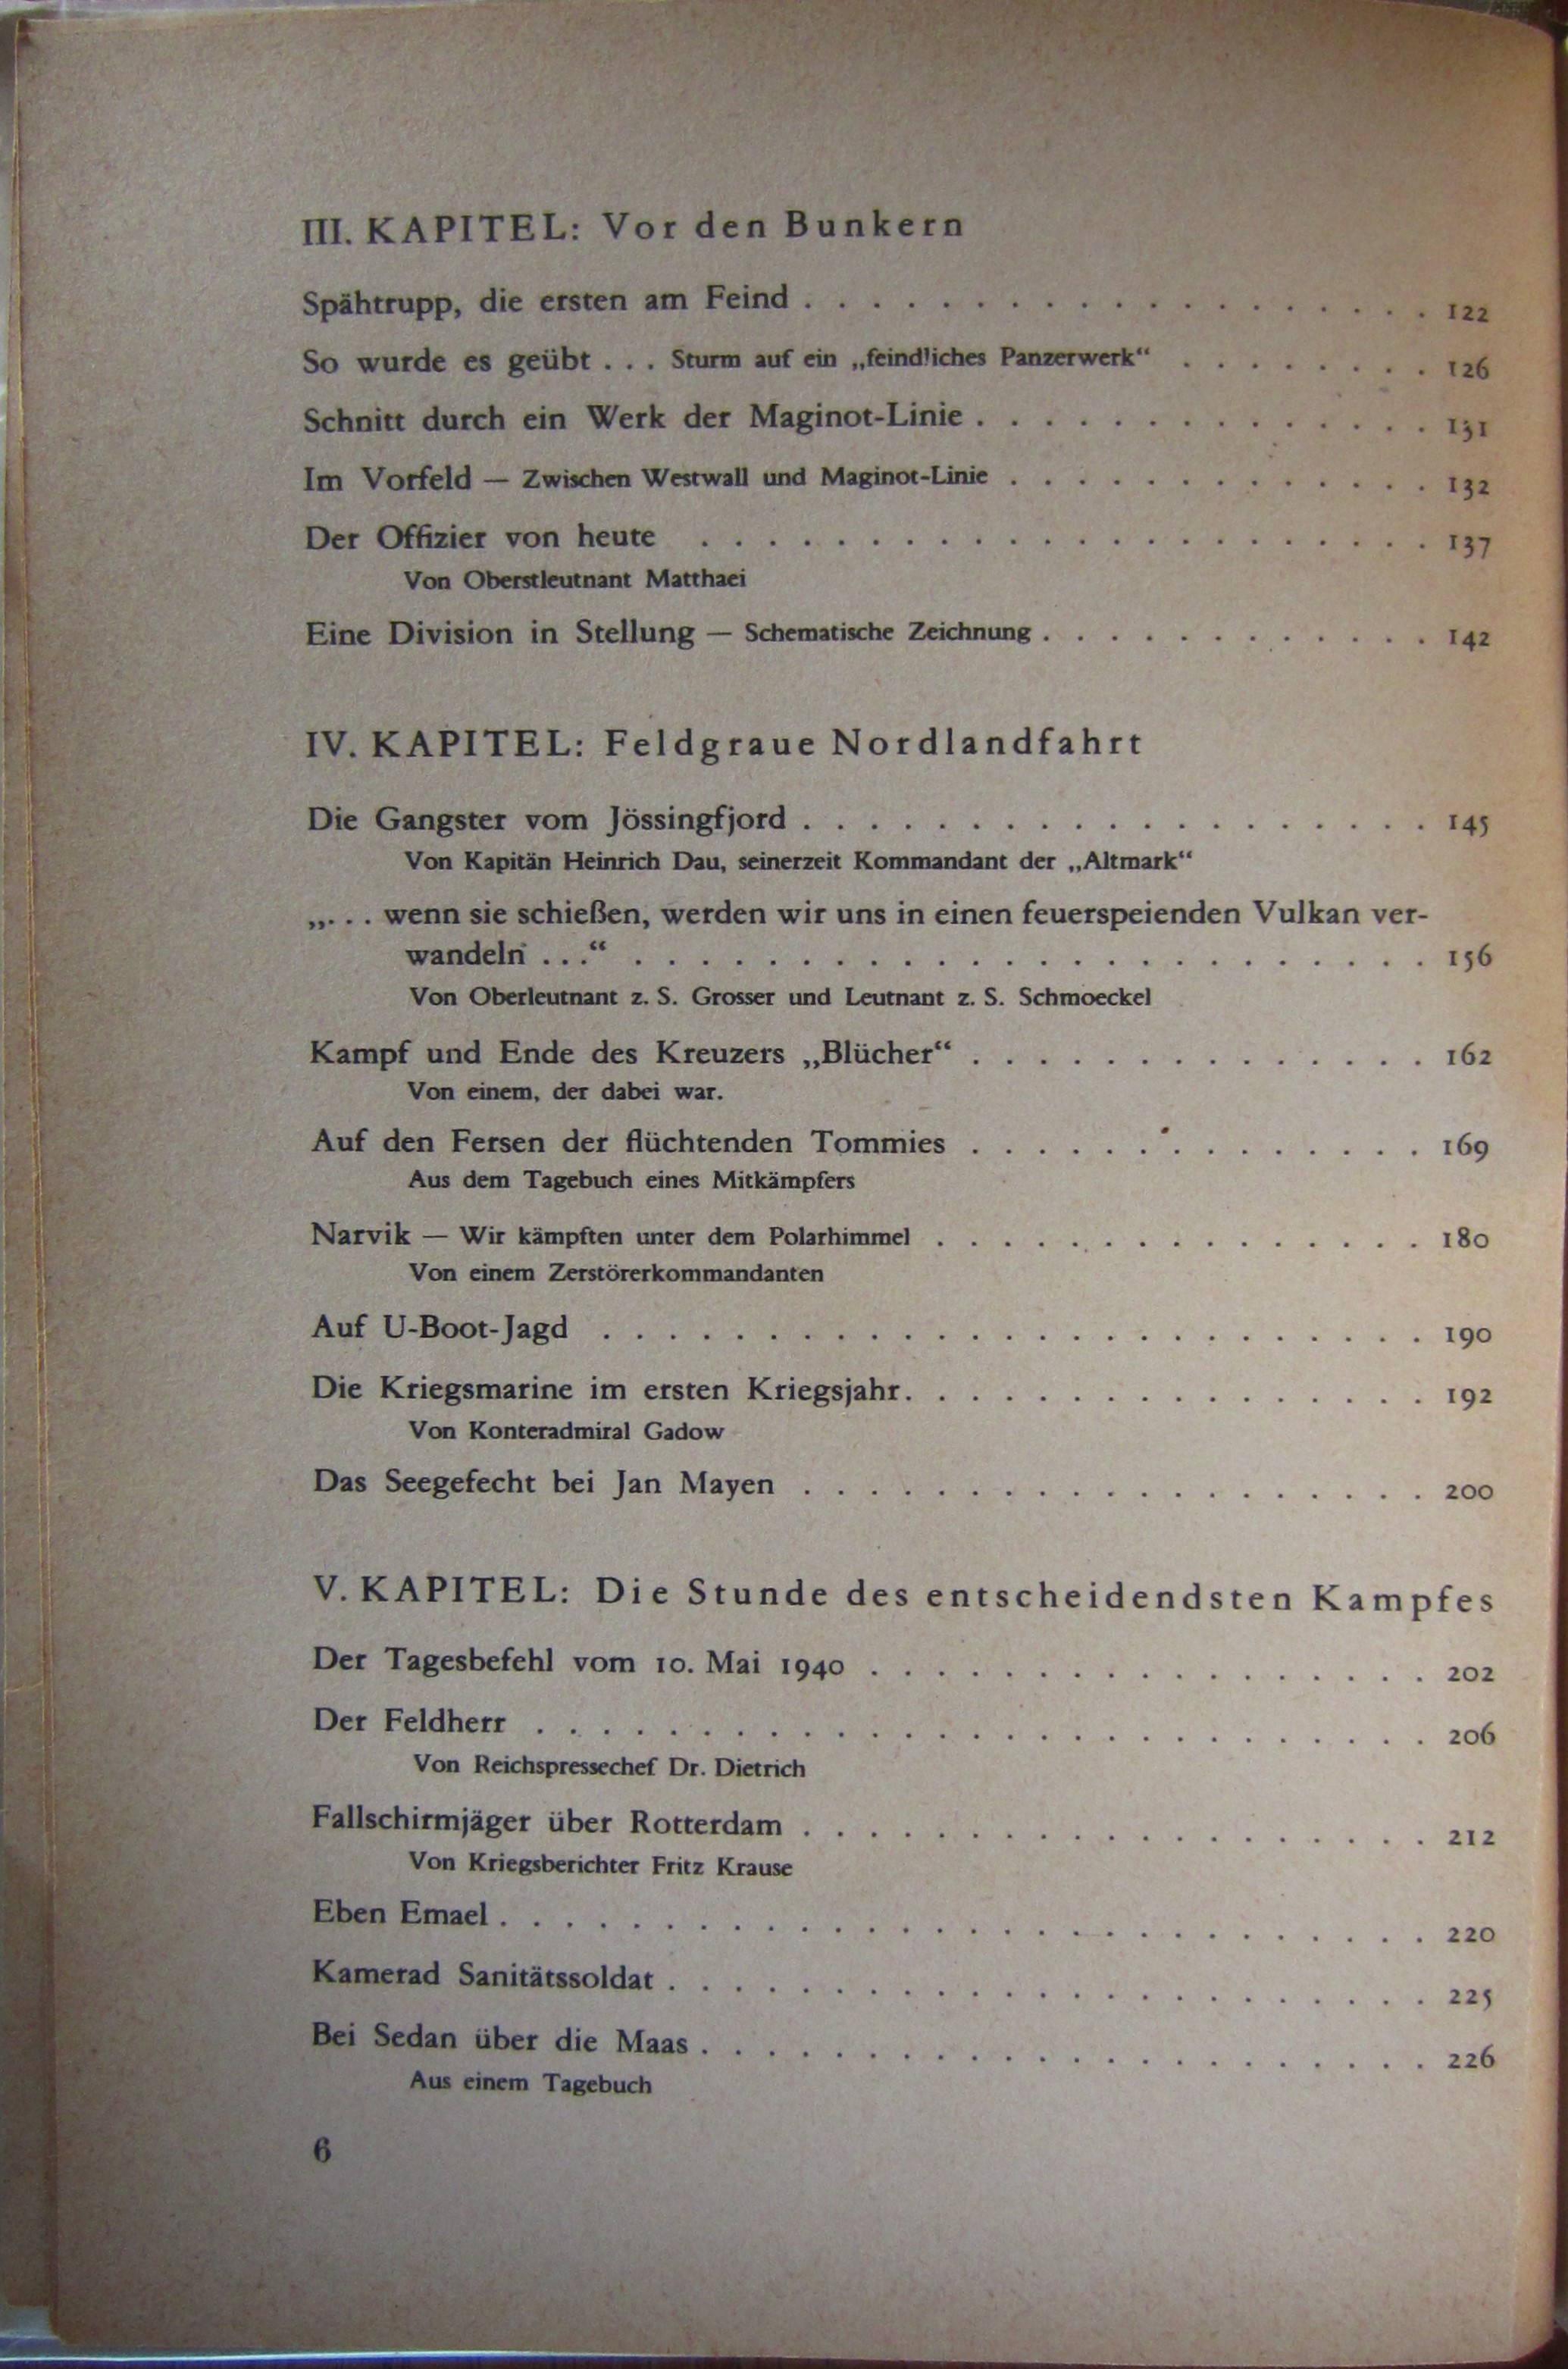 III. KAPITEL: Vor den Bunkern
Spähtrupp, die ersten am Feind . . . . . . . . . . . . . . . . . . . 122
So wurde es geübt . . . Sturm auf ein „feindliches Panzerwerk“ . . . . . . . . 126
Schnitt durch ein Werk der Maginot-Linie . . . . . . . . . . . . . . 131
Im Vorfeld — Zwischen Westwall und Maginot-Linie . . . . . . . . . . . . . 132
Der Offizier von heute . . . . . . . . . . . . . . . . . . . . . . 137
Von Oberstleutnant Matthaei
Eine Division in Stellung — Schematische Zeichnung . . . . . . . . . . . . 142
IV. KAPITEL: Feldgraue Nordlandfahrt
Die Gangster vom Jössingfjord . . . . . . . . . . . . . . . . . . . 145
Von Kapitän Heinrich Dau, seinerzeit Kommandant der „Altmark“
„. . . wenn sie schießen, werden wir uns in einen feuerspeienden Vulkan ver-
wandeln . . .“ . . . . . . . . . . . . . . . . . . . . . . . . 156
Von Oberleutnant z. S. Grosser und Leutnant z. S. Schmoeckel
Kampf und Ende des Kreuzers „Blücher“ . . . . . . . . . . . . . . 162
Von einem, der dabei war.
Auf den Fersen der flüchtenden Tommies . . . . . . . . . . . . . . 169
Aus dem Tagebuch eines Mitkämpfers
Narvik — Wir kämpften unter dem Polarhimmel . . . . . . . . . . . . . . . 180
Von einem Zerstörerkommandanten
Auf U-Boot-Jagd . . . . . . . . . . . . . . . . . . . . . . . . . 190
Die Kriegsmarine im ersten Kriegsjahr . . . . . . . . . . . . . . . . 192
Von Konteradmiral Gadow
Das Seegefecht bei Jan Mayen . . . . . . . . . . . . . . . . . . . 200
V. KAPITEL: Die Stunde des entscheidendsten Kampfes
Der Tagesbefehl vom 10. Mai 1940 . . . . . . . . . . . . . . . . . 202
Der Feldherr . . . . . . . . . . . . . . . . . . . . . . . . . . . 206
Von Reichspressechef Dr. Dietrich
Fallschirmjäger über Rotterdam . . . . . . . . . . . . . . . . . . . 212
Von Kriegsberichter Fritz Krause
Eben Emael . . . . . . . . . . . . . . . . . . . . . . . . . . . . 220
Kamerad Sanitätssoldat . . . . . . . . . . . . . . . . . . . . . . . 225
Bei Sedan über die Maas . . . . . . . . . . . . . . . . . . . . . . 226
Aus einem Tagebuch
6